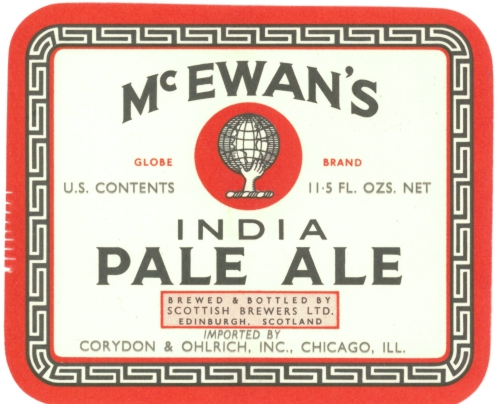 McEWAN'S
GLOBE BRAND
U.S. CONTENTS 11·5 FL. OZS. NET
INDIA
PALE ALE
BREWED & BOTTLED BY
SCOTTISH BREWERS LTD.
EDINBURGH, SCOTLAND
IMPORTED BY
CORYDON & OHLRICH, INC., CHICAGO, ILL.